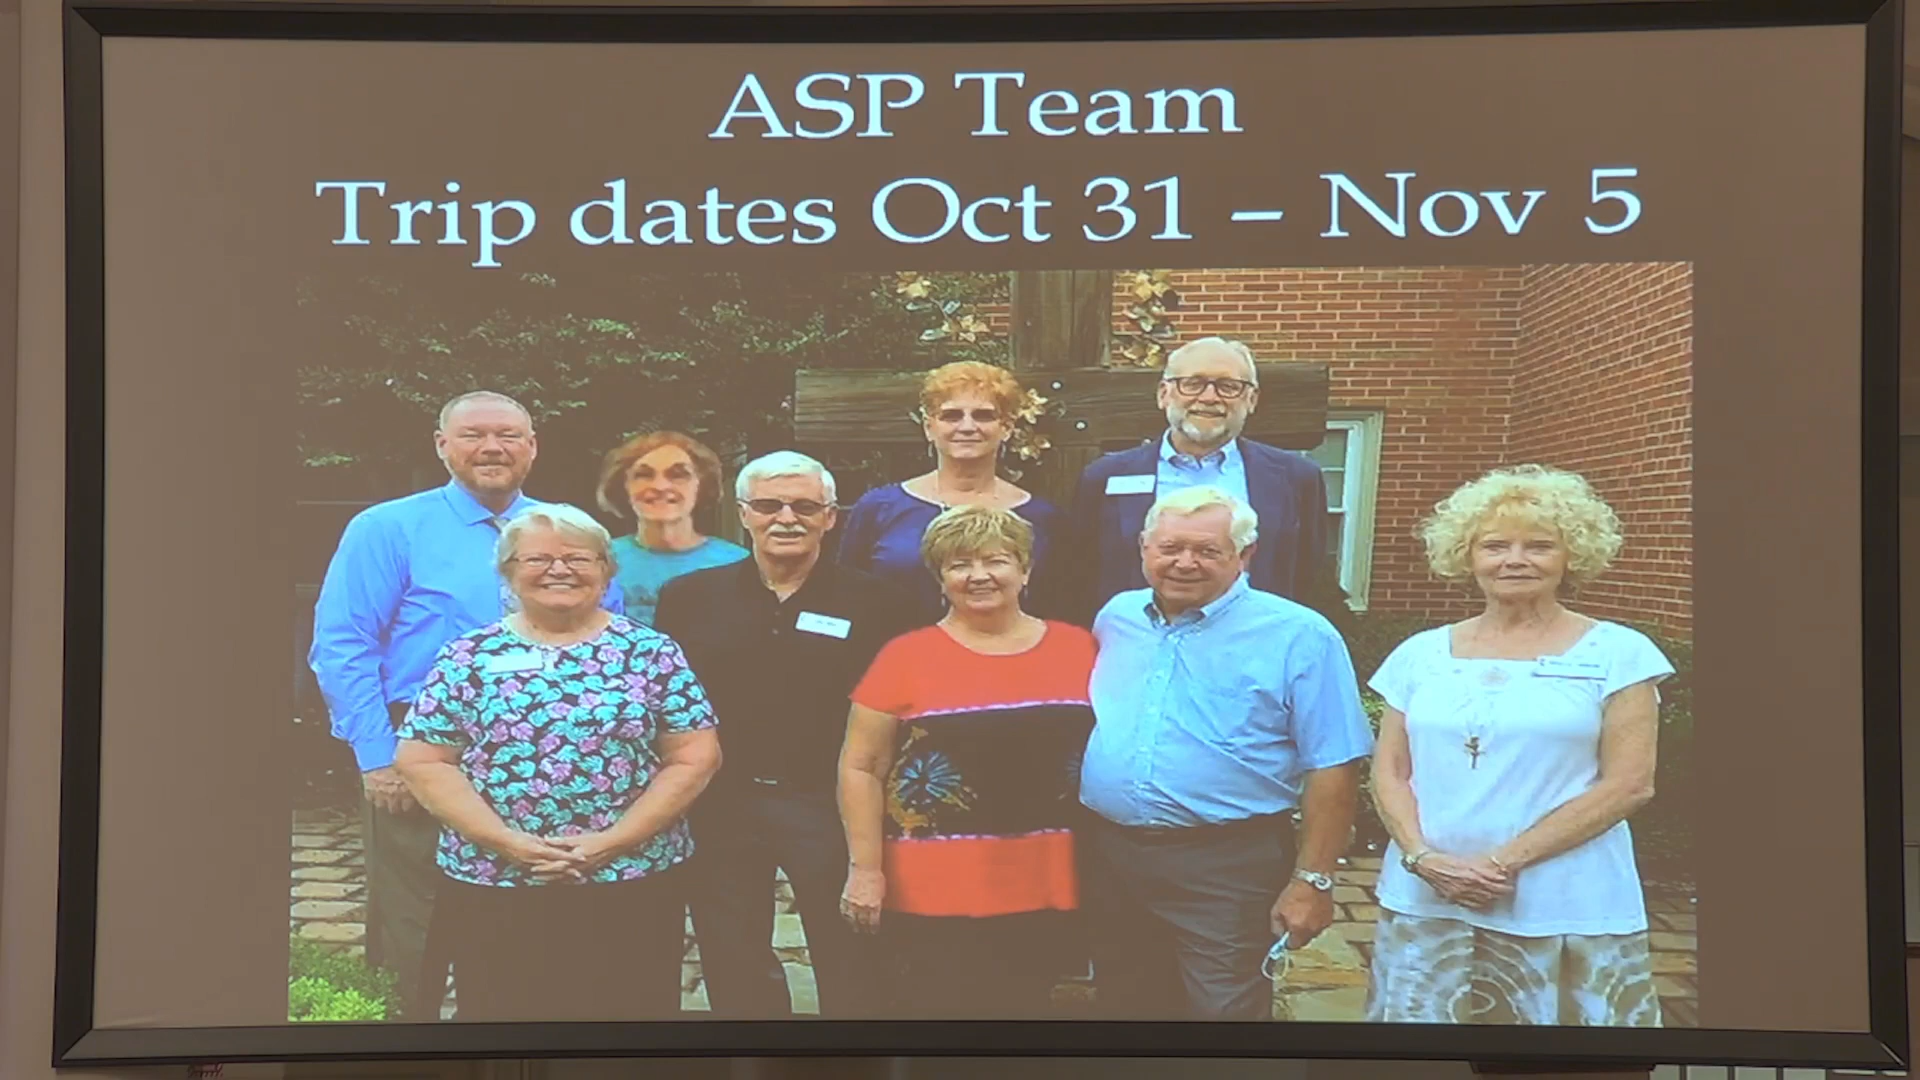 ASP Team
Trip dates Oct 31 – Nov 5